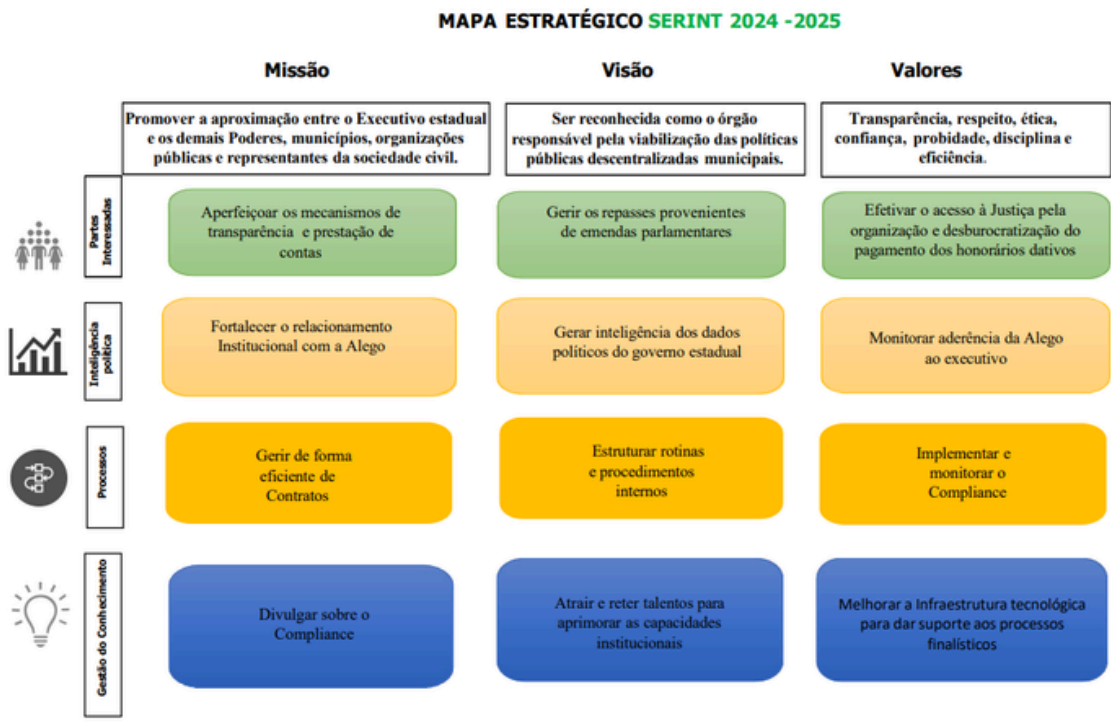 MAPA ESTRATÉGICO SERINT 2024 -2025
Missão
Visão
Valores
Promover a aproximação entre o Executivo estadual
e os demais Poderes, municípios, organizações
públicas e representantes da sociedade civil.
Ser reconhecida como o órgão
responsável pela viabilização das políticas
públicas descentralizadas municipais.
Transparência, respeito, ética,
confiança, probidade, disciplina e
eficiência.
Partes
Interessadas
Aperfeiçoar os mecanismos de
transparência e prestação de
contas
Gerir os repasses provenientes
de emendas parlamentares
Efetivar o acesso à Justiça pela
organização e desburocratização do
pagamento dos honorários dativos
Inteligência
política
Fortalecer o relacionamento
Institucional com a Alego
Gerar inteligência dos dados
políticos do governo estadual
Monitorar aderência da Alego
ao executivo
Processos
Gerir de forma
eficiente de
Contratos
Estruturar rotinas
e procedimentos
internos
Implementar e
monitorar o
Compliance
Gestão do Conhecimento
Divulgar sobre o
Compliance
Atrair e reter talentos para
aprimorar as capacidades
institucionais
Melhorar a Infraestrutura tecnológica
para dar suporte aos processos
finalísticos